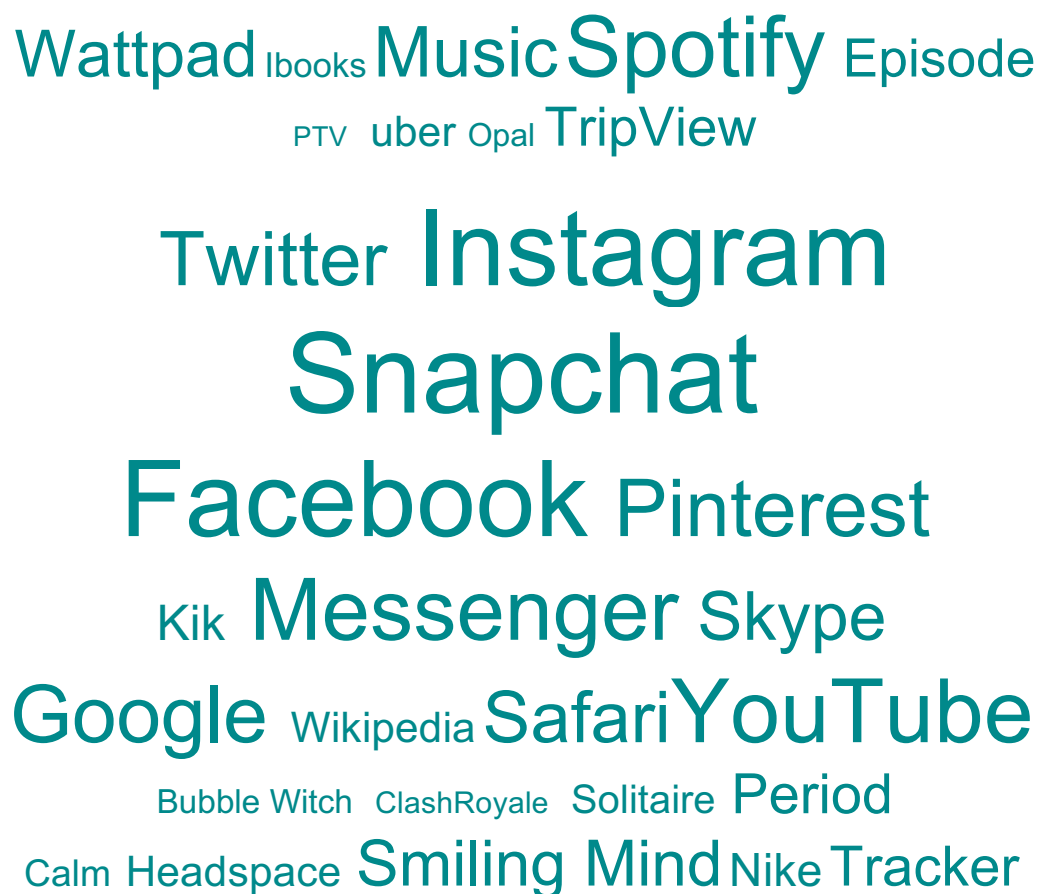 Wattpad Ibooks Music Spotify Episode
PTV uber Opal TripView
Twitter Instagram
Snapchat
Facebook Pinterest
Kik Messenger Skype
Google Wikipedia Safari YouTube
Bubble Witch ClashRoyale Solitaire Period
Calm Headspace Smiling Mind Nike Tracker